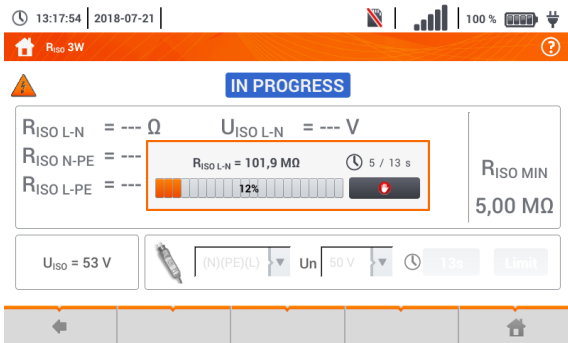 13:17:54 2018-07-21 100 %
RISO 3W ?
IN PROGRESS
RISO L-N = --- Ω UISO L-N = --- V
RISO N-PE = ---
RISO L-PE = ---
RISO L-N = 101,9 MΩ 5 / 13 s
12%
RISO MIN
5,00 MΩ
UISO = 53 V (N)(PE)(L) Un 50 V 13s Limit